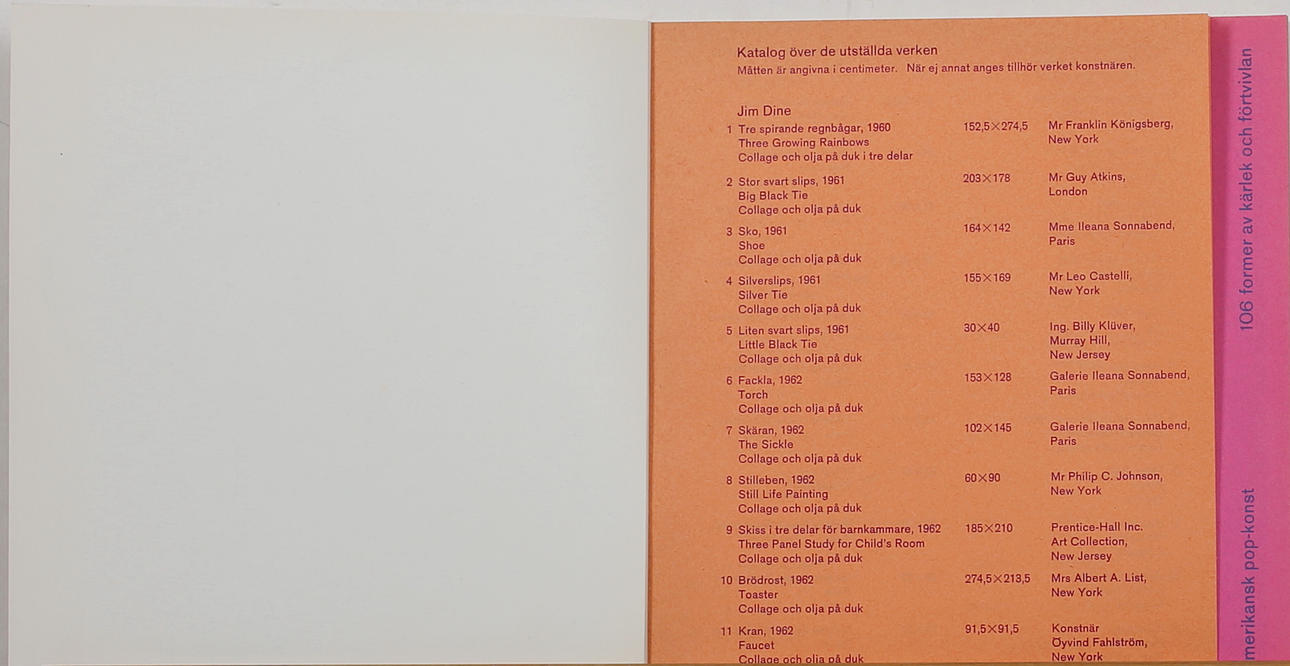 Katalog över de utställda verken
Måtten är angivna i centimeter. När ej annat anges tillhör verket konstnären.
Jim Dine
1 Tre spirande regnbågar, 1960 152,5×274,5 Mr Franklin Königsberg,
Three Growing Rainbows New York
Collage och olja på duk i tre delar
2 Stor svart slips, 1961 203×178 Mr Guy Atkins,
Big Black Tie London
Collage och olja på duk
3 Sko, 1961 164×142 Mme Ileana Sonnabend,
Shoe Paris
Collage och olja på duk
4 Silverslips, 1961 155×169 Mr Leo Castelli,
Silver Tie New York
Collage och olja på duk
5 Liten svart slips, 1961 30×40 Ing. Billy Klüver,
Little Black Tie Murray Hill,
Collage och olja på duk New Jersey
6 Fackla, 1962 153×128 Galerie Ileana Sonnabend,
Torch Paris
Collage och olja på duk
7 Skäran, 1962 102×145 Galerie Ileana Sonnabend,
The Sickle Paris
Collage och olja på duk
8 Stilleben, 1962 60×90 Mr Philip C. Johnson,
Still Life Painting New York
Collage och olja på duk
9 Skiss i tre delar för barnkammare, 1962 185×210 Prentice-Hall Inc.
Three Panel Study for Child's Room Art Collection,
Collage och olja på duk New Jersey
10 Brödrost, 1962 274,5×213,5 Mrs Albert A. List,
Toaster New York
Collage och olja på duk
11 Kran, 1962 91,5×91,5 Konstnär
Faucet Öyvind Fahlström,
Collage och olja på duk New York
merikansk pop-konst 106 former av kärlek och förtvivlan